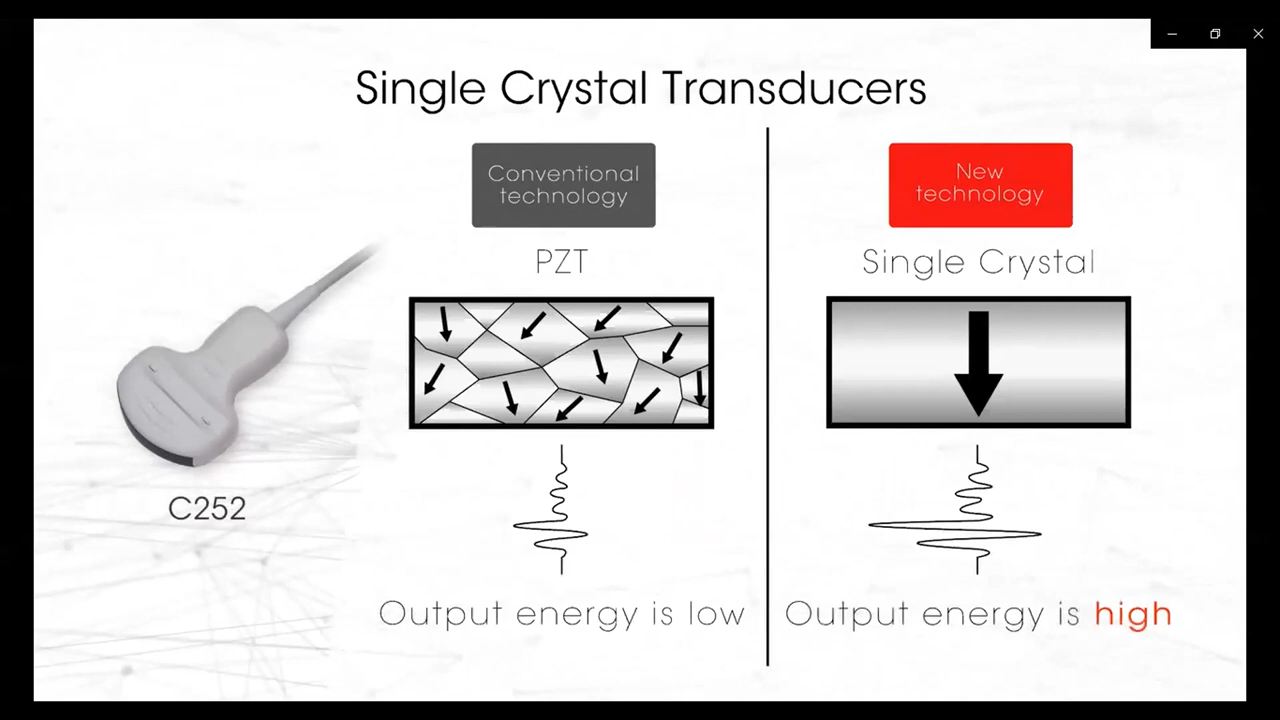 Single Crystal Transducers
Conventional
technology
PZT
Output energy is low
New
technology
Single Crystal
Output energy is high
C252